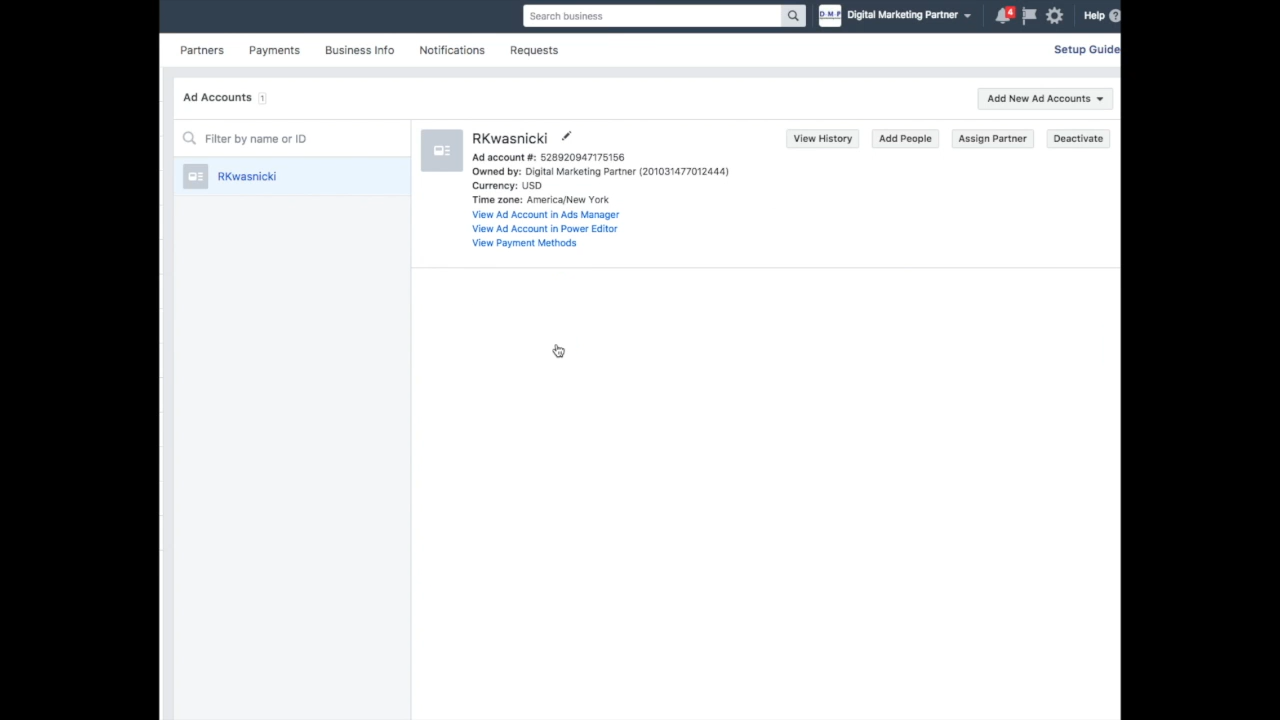 Search business
D M P
Digital Marketing Partner
4
Help ?
Partners Payments Business Info Notifications Requests
Setup Guide
Ad Accounts 1
Add New Ad Accounts
Filter by name or ID
RKwasnicki
RKwasnicki
View History
Add People
Assign Partner
Deactivate
Ad account #: 528920947175156
Owned by: Digital Marketing Partner (201031477012444)
Currency: USD
Time zone: America/New York
View Ad Account in Ads Manager
View Ad Account in Power Editor
View Payment Methods